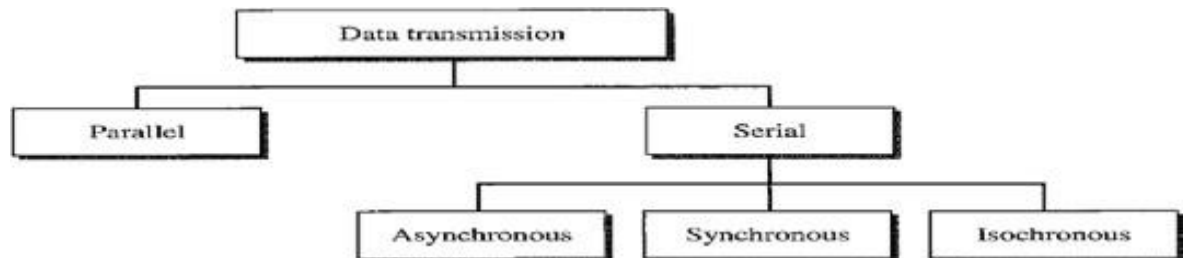 Data transmission
Parallel
Serial
Asynchronous
Synchronous
Isochronous